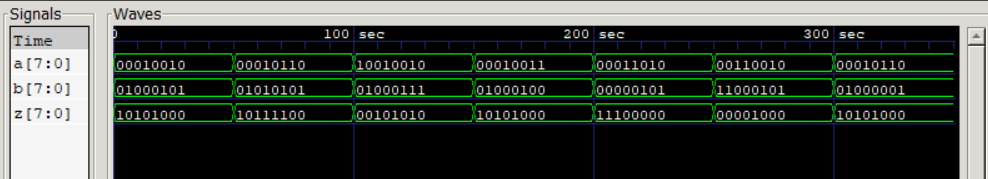 Signals
Waves
Time
0 100 sec 200 sec 300 sec
a[7:0] 00010010 00010110 10010010 00010011 00011010 00110010 00010110
b[7:0] 01000101 01010101 01000111 01000100 00000101 11000101 01000001
z[7:0] 10101000 10111100 00101010 10101000 11100000 00001000 10101000